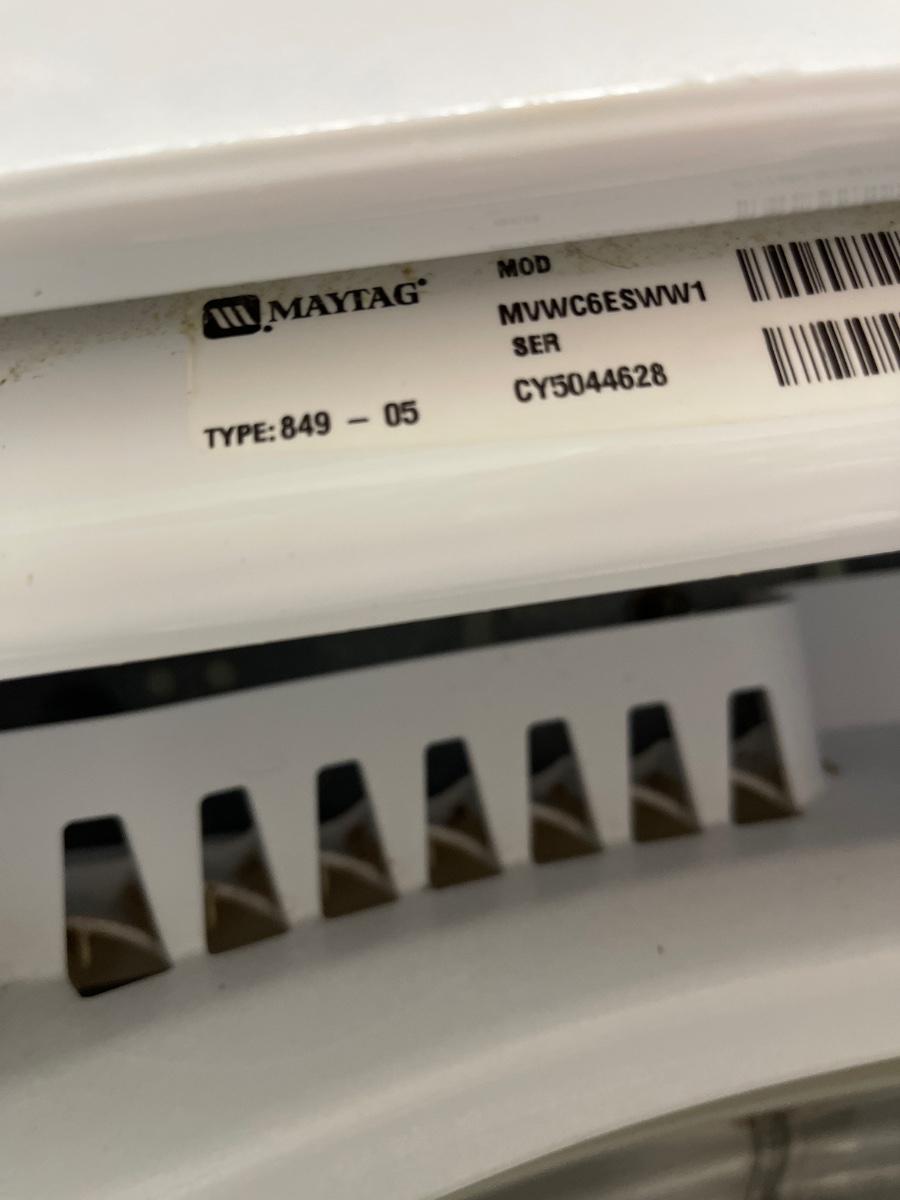 MAYTAG
MOD
MVWC6ESWW1
SER
CY5044628
TYPE: 849 - 05